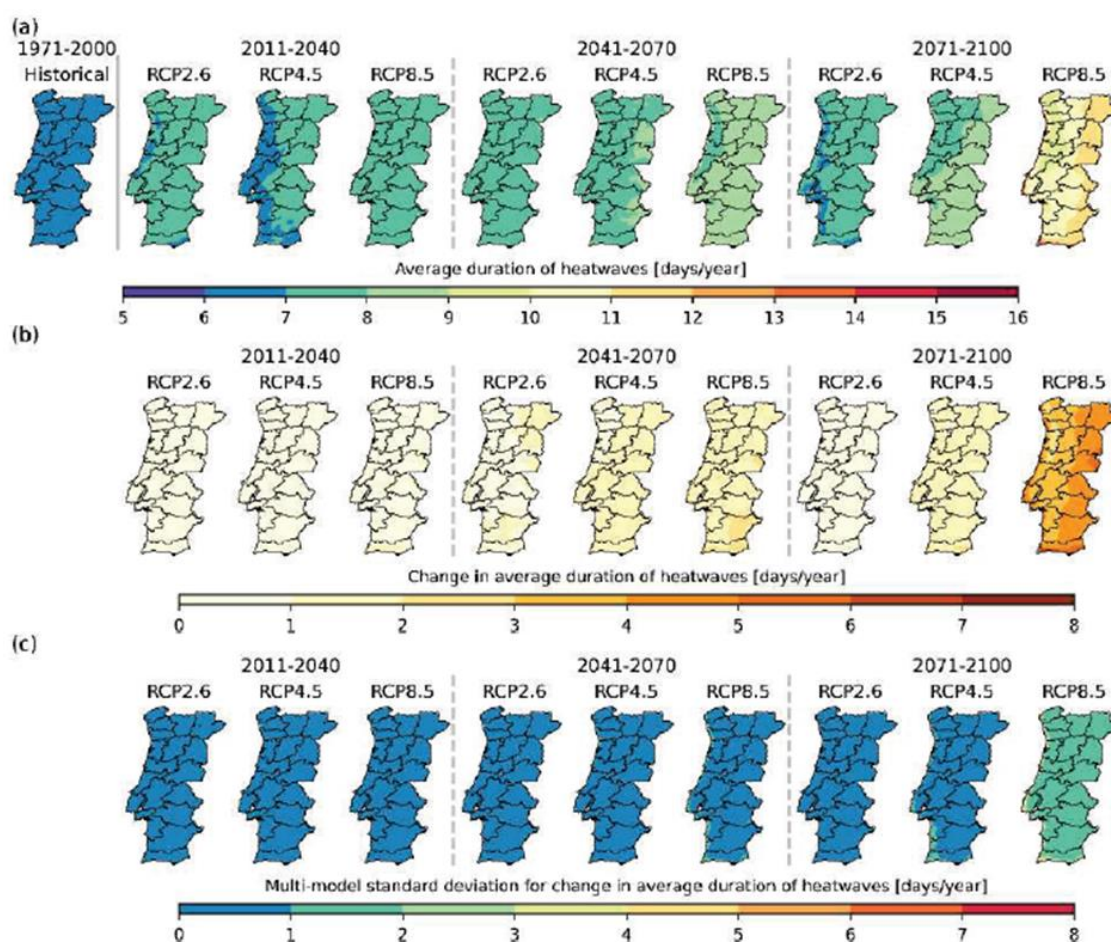 (a)
1971-2000 2011-2040 2041-2070 2071-2100
Historical RCP2.6 RCP4.5 RCP8.5 RCP2.6 RCP4.5 RCP8.5 RCP2.6 RCP4.5 RCP8.5
Average duration of heatwaves [days/year]
5 6 7 8 9 10 11 12 13 14 15 16
(b)
2011-2040 2041-2070 2071-2100
RCP2.6 RCP4.5 RCP8.5 RCP2.6 RCP4.5 RCP8.5 RCP2.6 RCP4.5 RCP8.5
Change in average duration of heatwaves [days/year]
0 1 2 3 4 5 6 7 8
(c)
2011-2040 2041-2070 2071-2100
RCP2.6 RCP4.5 RCP8.5 RCP2.6 RCP4.5 RCP8.5 RCP2.6 RCP4.5 RCP8.5
Multi-model standard deviation for change in average duration of heatwaves [days/year]
0 1 2 3 4 5 6 7 8